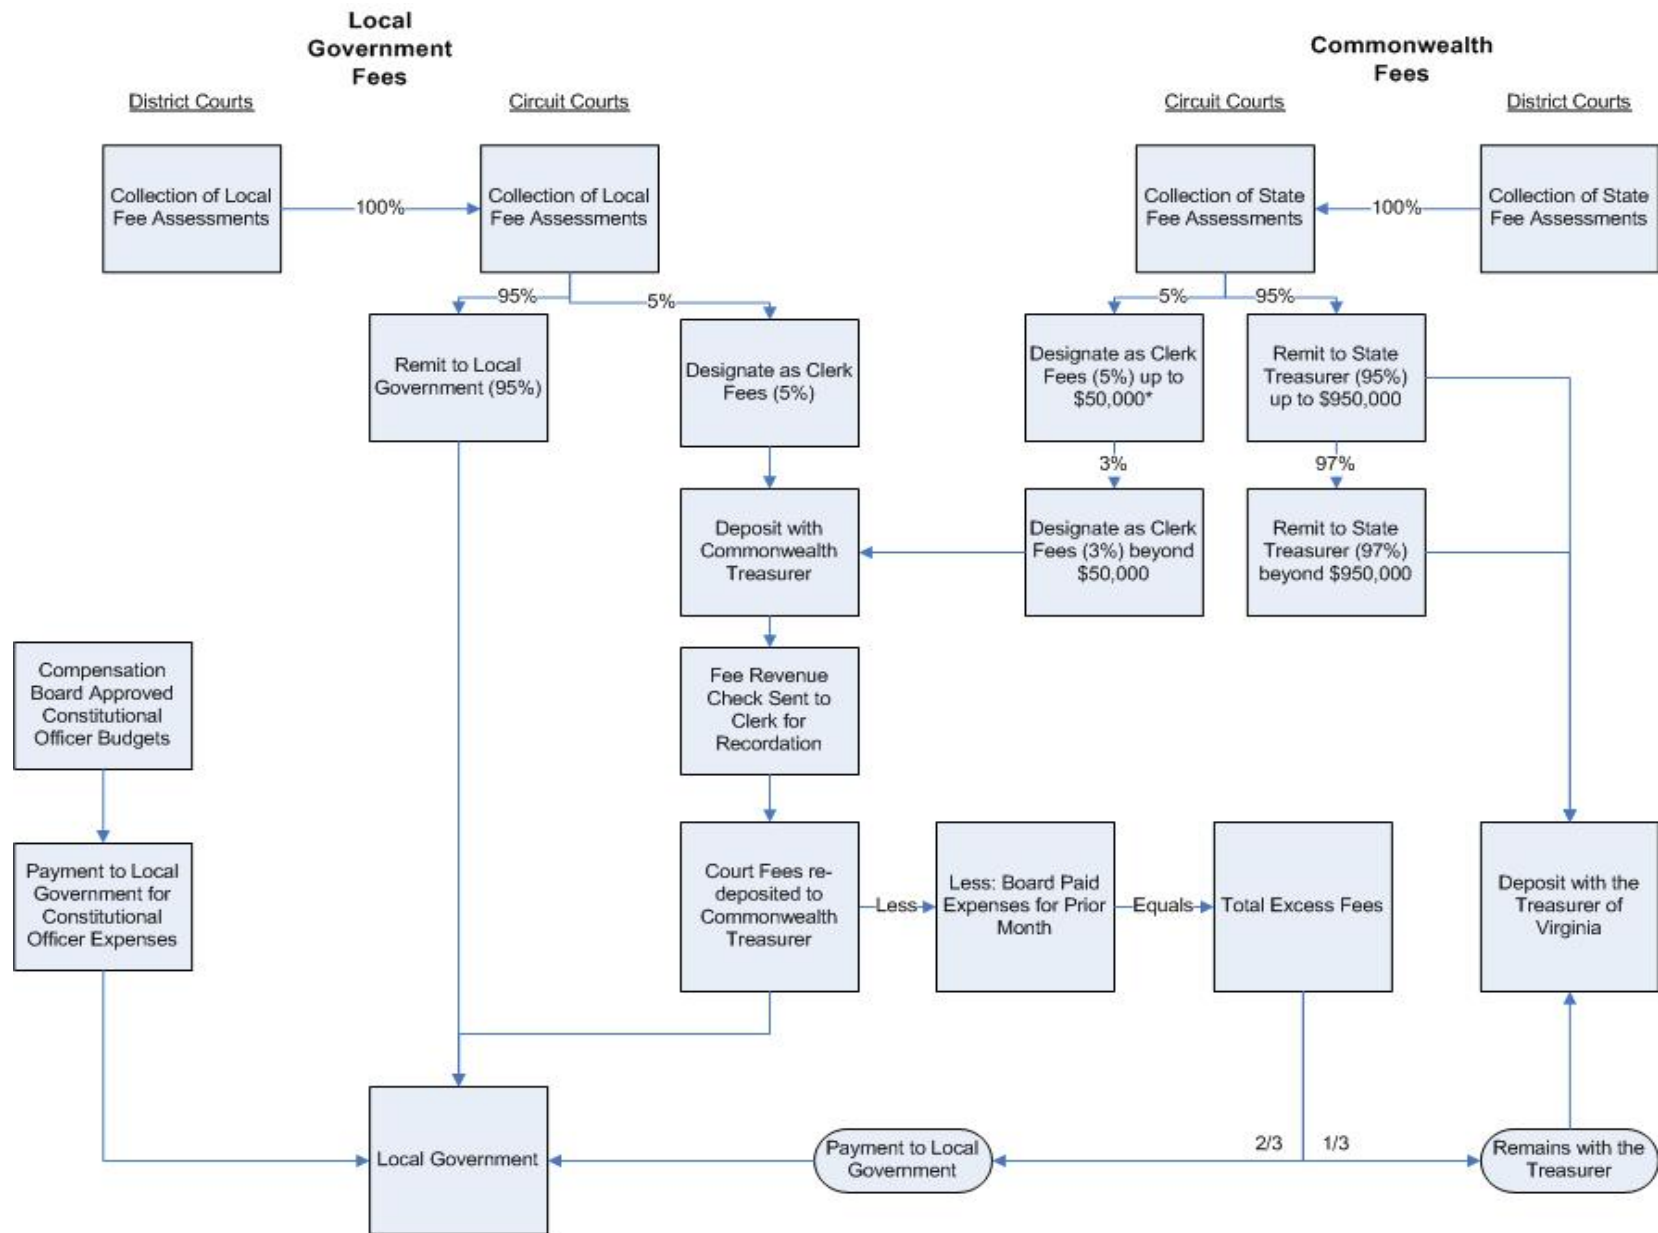 Local
Government
Fees
Commonwealth
Fees
District Courts
Circuit Courts
Circuit Courts
District Courts
Collection of Local
Fee Assessments
100%
Collection of Local
Fee Assessments
Collection of State
Fee Assessments
100%
Collection of State
Fee Assessments
95%
5%
5%
95%
Remit to Local
Government (95%)
Designate as Clerk
Fees (5%)
Designate as Clerk
Fees (5%) up to
$50,000*
Remit to State
Treasurer (95%)
up to $950,000
3%
97%
Deposit with
Commonwealth
Treasurer
Designate as Clerk
Fees (3%) beyond
$50,000
Remit to State
Treasurer (97%)
beyond $950,000
Compensation
Board Approved
Constitutional
Officer Budgets
Fee Revenue
Check Sent to
Clerk for
Recordation
Payment to Local
Government for
Constitutional
Officer Expenses
Court Fees re-
deposited to
Commonwealth
Treasurer
Less
Less: Board Paid
Expenses for Prior
Month
Equals
Total Excess Fees
Deposit with the
Treasurer of
Virginia
Local Government
Payment to Local
Government
2/3
1/3
Remains with the
Treasurer